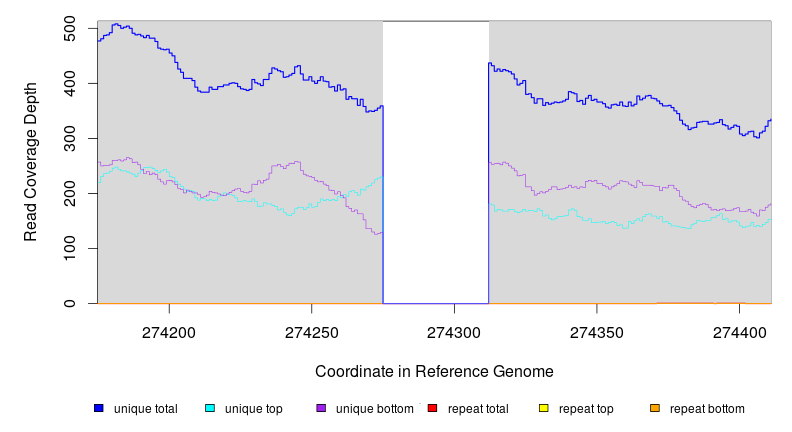 500
400
300
200
100
0
Read Coverage Depth
274200 274250 274300 274350 274400
Coordinate in Reference Genome
unique total unique top unique bottom repeat total repeat top repeat bottom